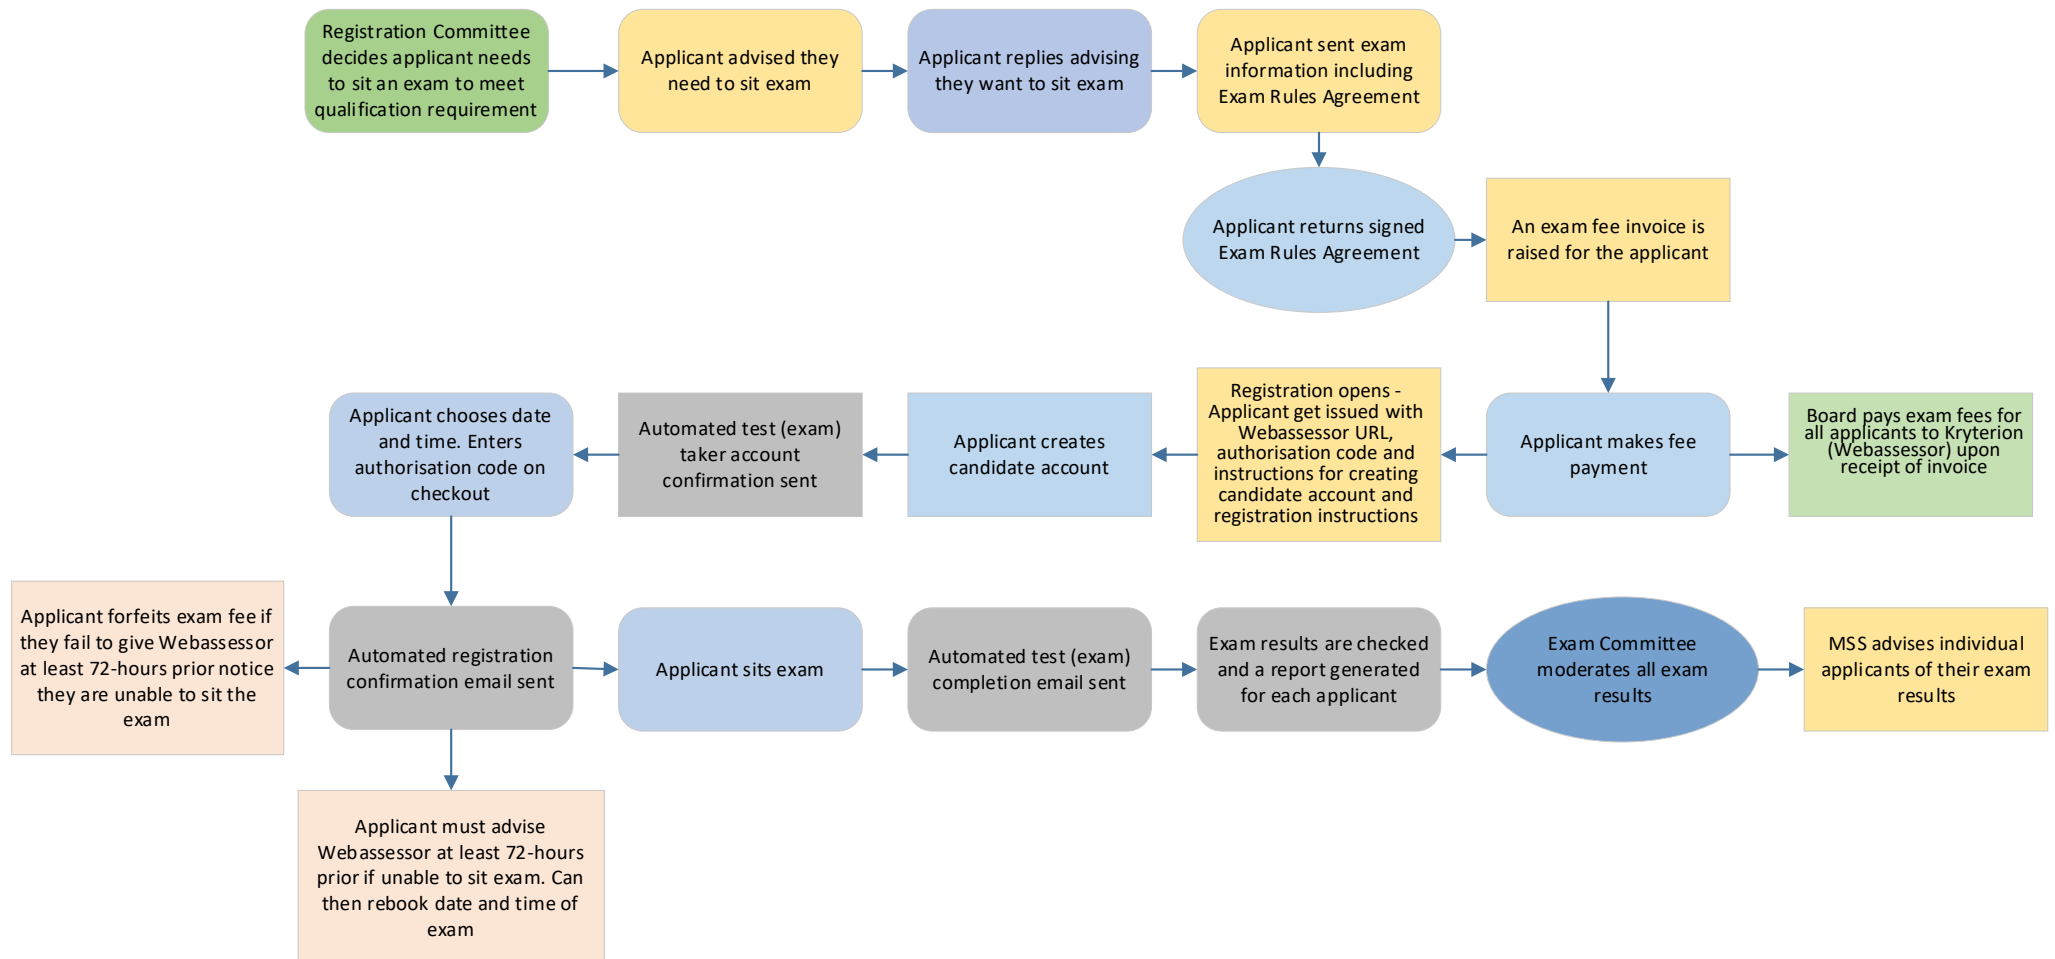 Registration Committee
decides applicant needs
to sit an exam to meet
qualification requirement
Applicant advised they
need to sit exam
Applicant replies advising
they want to sit exam
Applicant sent exam
information including
Exam Rules Agreement
Applicant returns signed
Exam Rules Agreement
An exam fee invoice is
raised for the applicant
Applicant chooses date
and time. Enters
authorisation code on
checkout
Automated test (exam)
taker account
confirmation sent
Applicant creates
candidate account
Registration opens -
Applicant get issued with
Webassessor URL,
authorisation code and
instructions for creating
candidate account and
registration instructions
Applicant makes fee
payment
Board pays exam fees for
all applicants to Kryterion
(Webassessor) upon
receipt of invoice
Applicant forfeits exam fee if
they fail to give Webassessor
at least 72-hours prior notice
they are unable to sit the
exam
Automated registration
confirmation email sent
Applicant sits exam
Automated test (exam)
completion email sent
Exam results are checked
and a report generated
for each applicant
Exam Committee
moderates all exam
results
MSS advises individual
applicants of their exam
results
Applicant must advise
Webassessor at least 72-hours
prior if unable to sit exam. Can
then rebook date and time of
exam